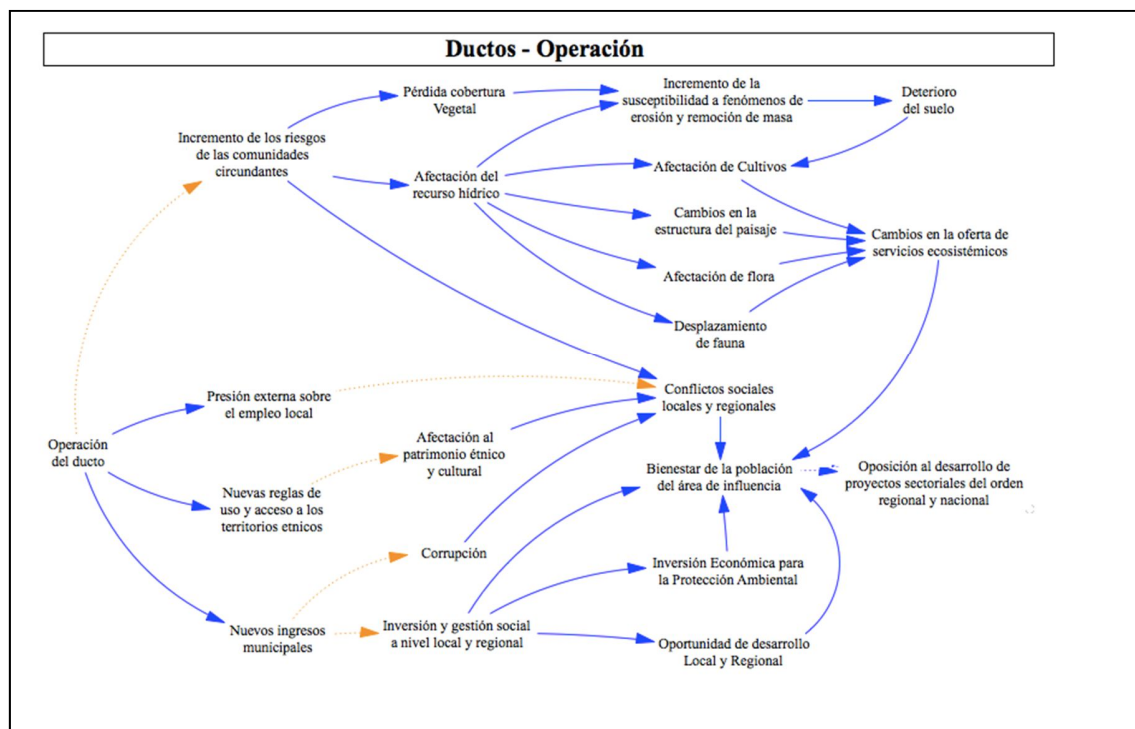 Ductos - Operación
Pérdida cobertura
Vegetal
Incremento de la
susceptibilidad a fenómenos de
erosión y remoción de masa
Deterioro
del suelo
Incremento de los riesgos
de las comunidades
circundantes
Afectación del
recurso hídrico
Afectación de Cultivos
Cambios en la
estructura del paisaje
Cambios en la oferta de
servicios ecosistémicos
Afectación de flora
Desplazamiento
de fauna
Presión externa sobre
el empleo local
Conflictos sociales
locales y regionales
Operación
del ducto
Afectación al
patrimonio étnico
y cultural
Bienestar de la población
del área de influencia
Oposición al desarrollo de
proyectos sectoriales del orden
regional y nacional
Nuevas reglas de
uso y acceso a los
territorios etnicos
Corrupción
Inversión Económica para
la Protección Ambiental
Nuevos ingresos
municipales
Inversión y gestión social
a nivel local y regional
Oportunidad de desarrollo
Local y Regional